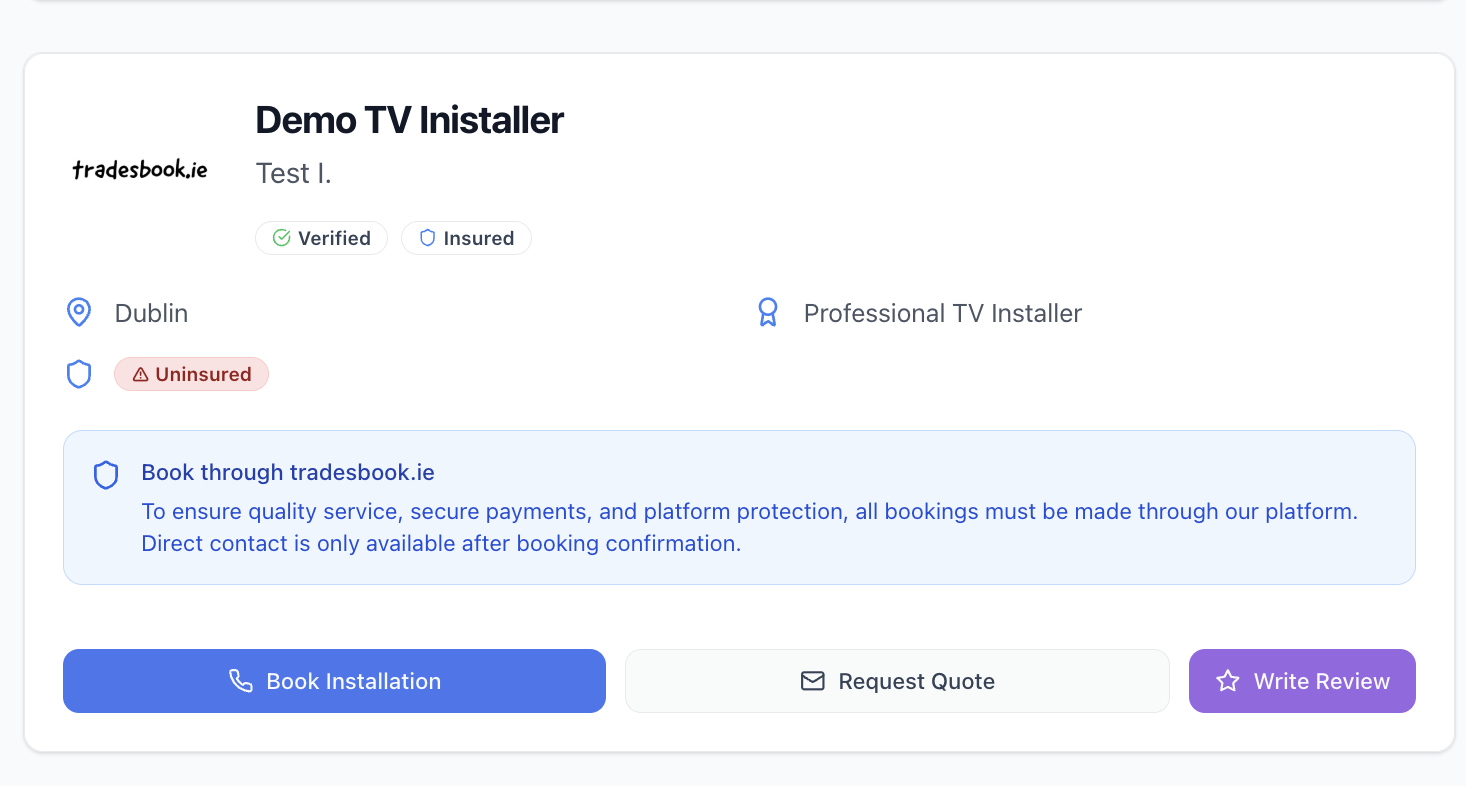 Demo TV Inistaller
tradesbook.ie
Test I.
Verified
Insured
Dublin
Professional TV Installer
Uninsured
Book through tradesbook.ie
To ensure quality service, secure payments, and platform protection, all bookings must be made through our platform.
Direct contact is only available after booking confirmation.
Book Installation
Request Quote
Write Review